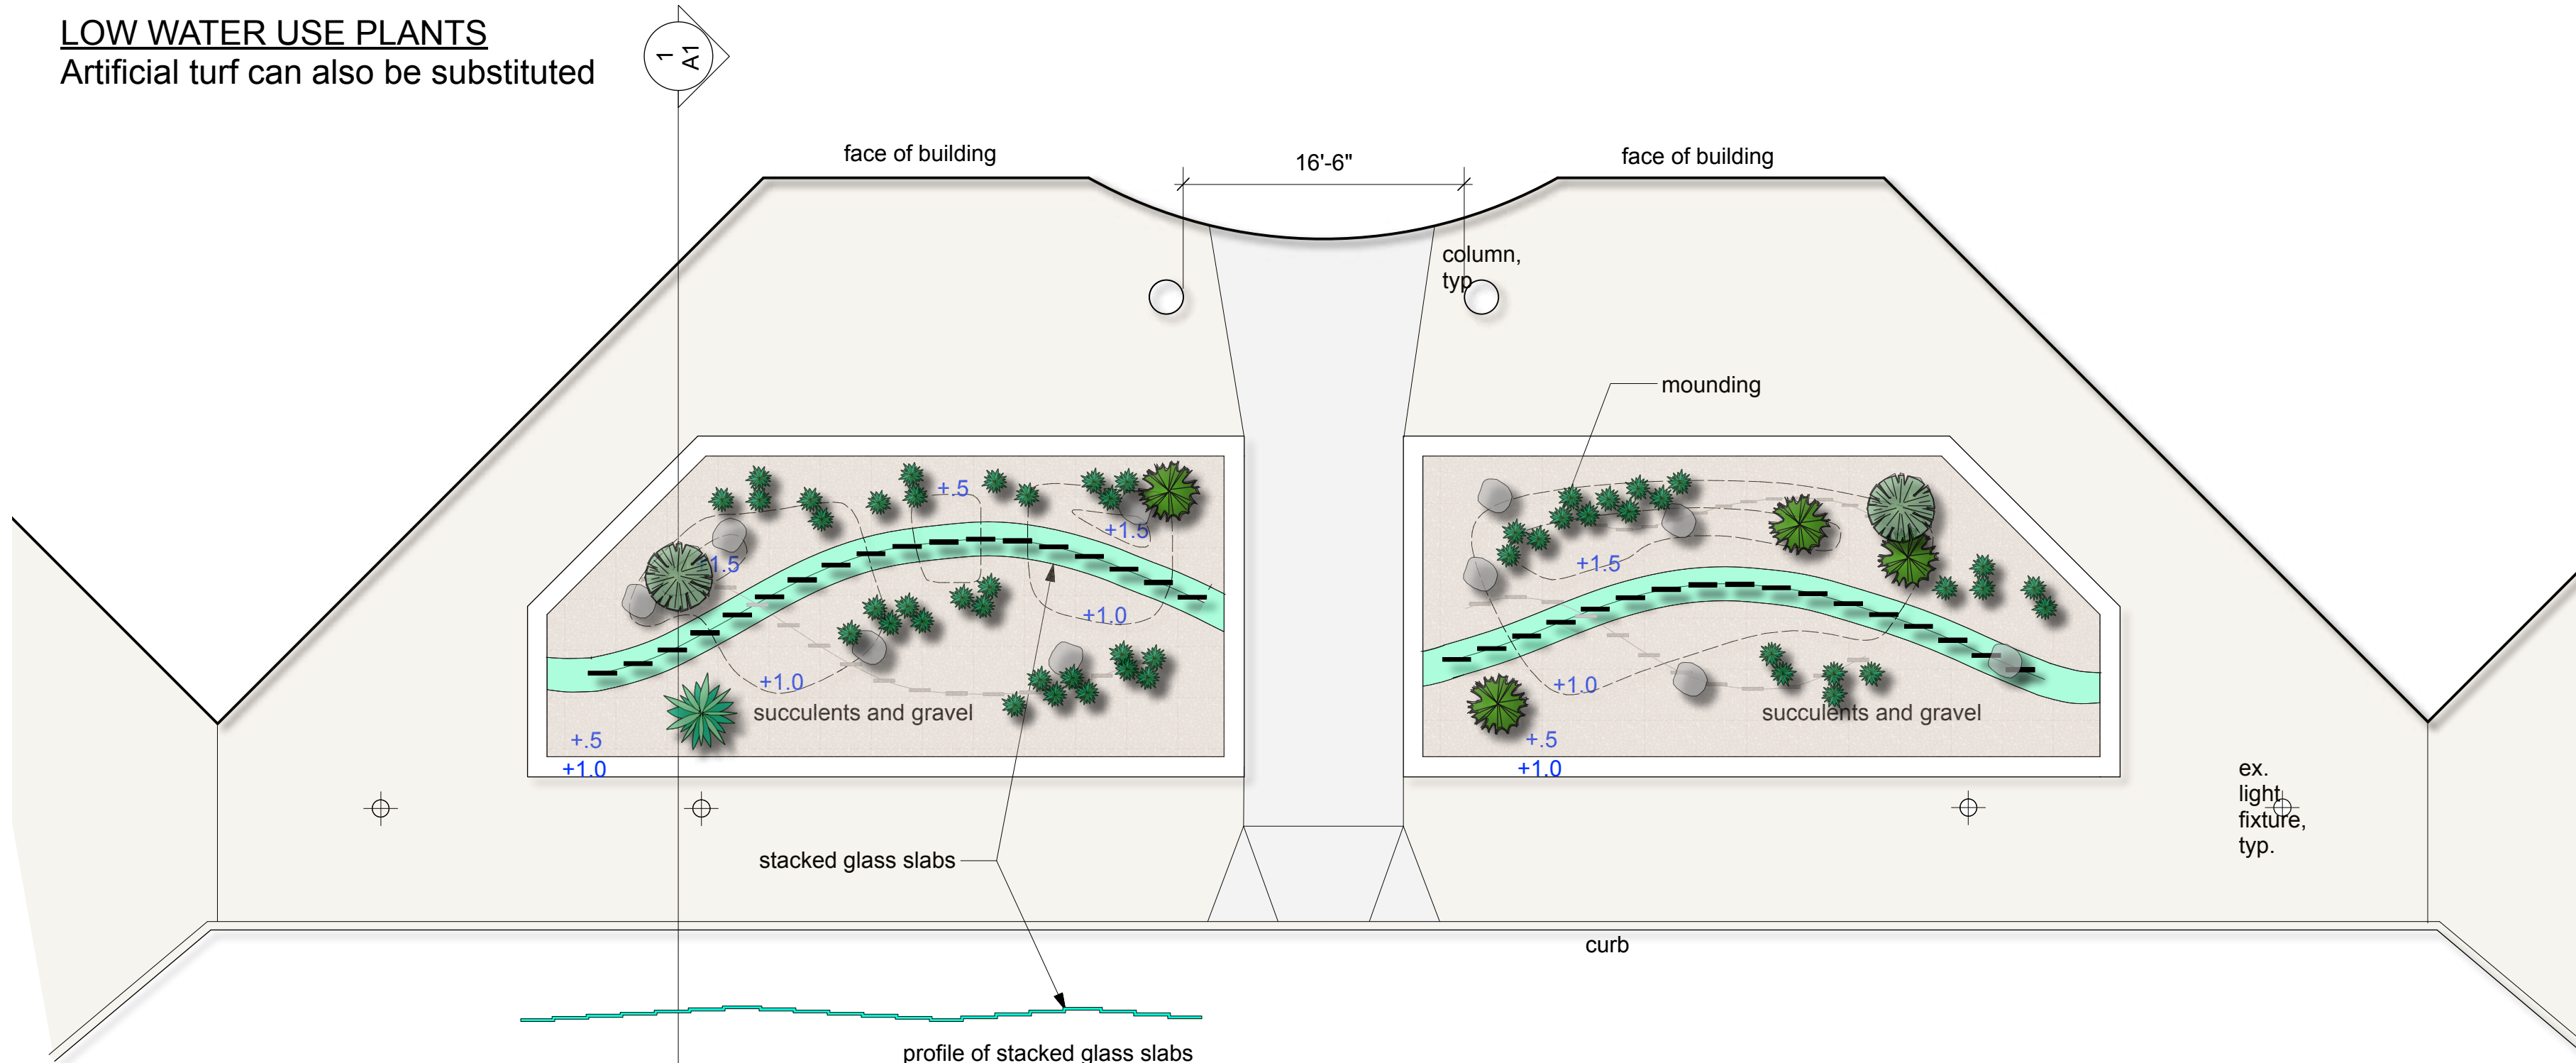 LOW WATER USE PLANTS
Artificial turf can also be substituted
1
A1
face of building
16'-6"
face of building
column,
typ
mounding
+.5
+1.5
+1.5
+1.0
+1.0
succulents and gravel
+.5
+1.0
+1.5
+1.0
succulents and gravel
+.5
+1.0
ex.
light
fixture,
typ.
stacked glass slabs
curb
profile of stacked glass slabs